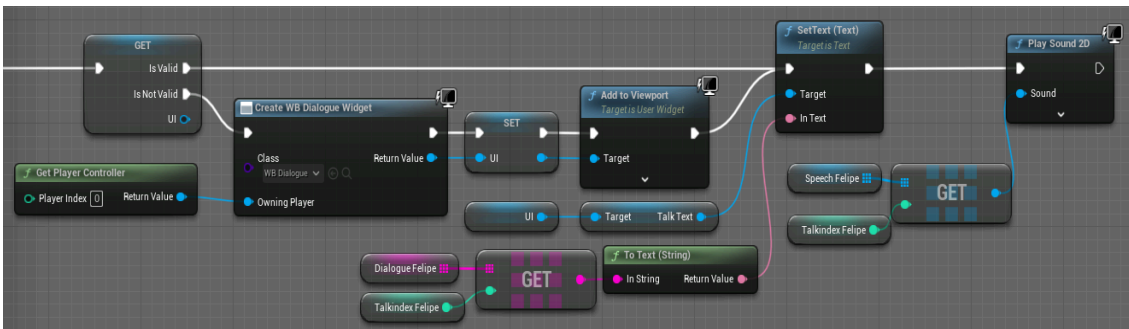 GET
Is Valid
Is Not Valid
UI
f Get Player Controller
Player Index 0 Return Value
Create WB Dialogue Widget
Class Return Value
WB Dialogue
Owning Player
SET
UI
f Add to Viewport
Target is User Widget
Target
UI
Target Talk Text
Dialogue Felipe
Talkindex Felipe
GET
f To Text (String)
In String Return Value
f SetText (Text)
Target is Text
Target
In Text
Speech Felipe
Talkindex Felipe
GET
f Play Sound 2D
Sound